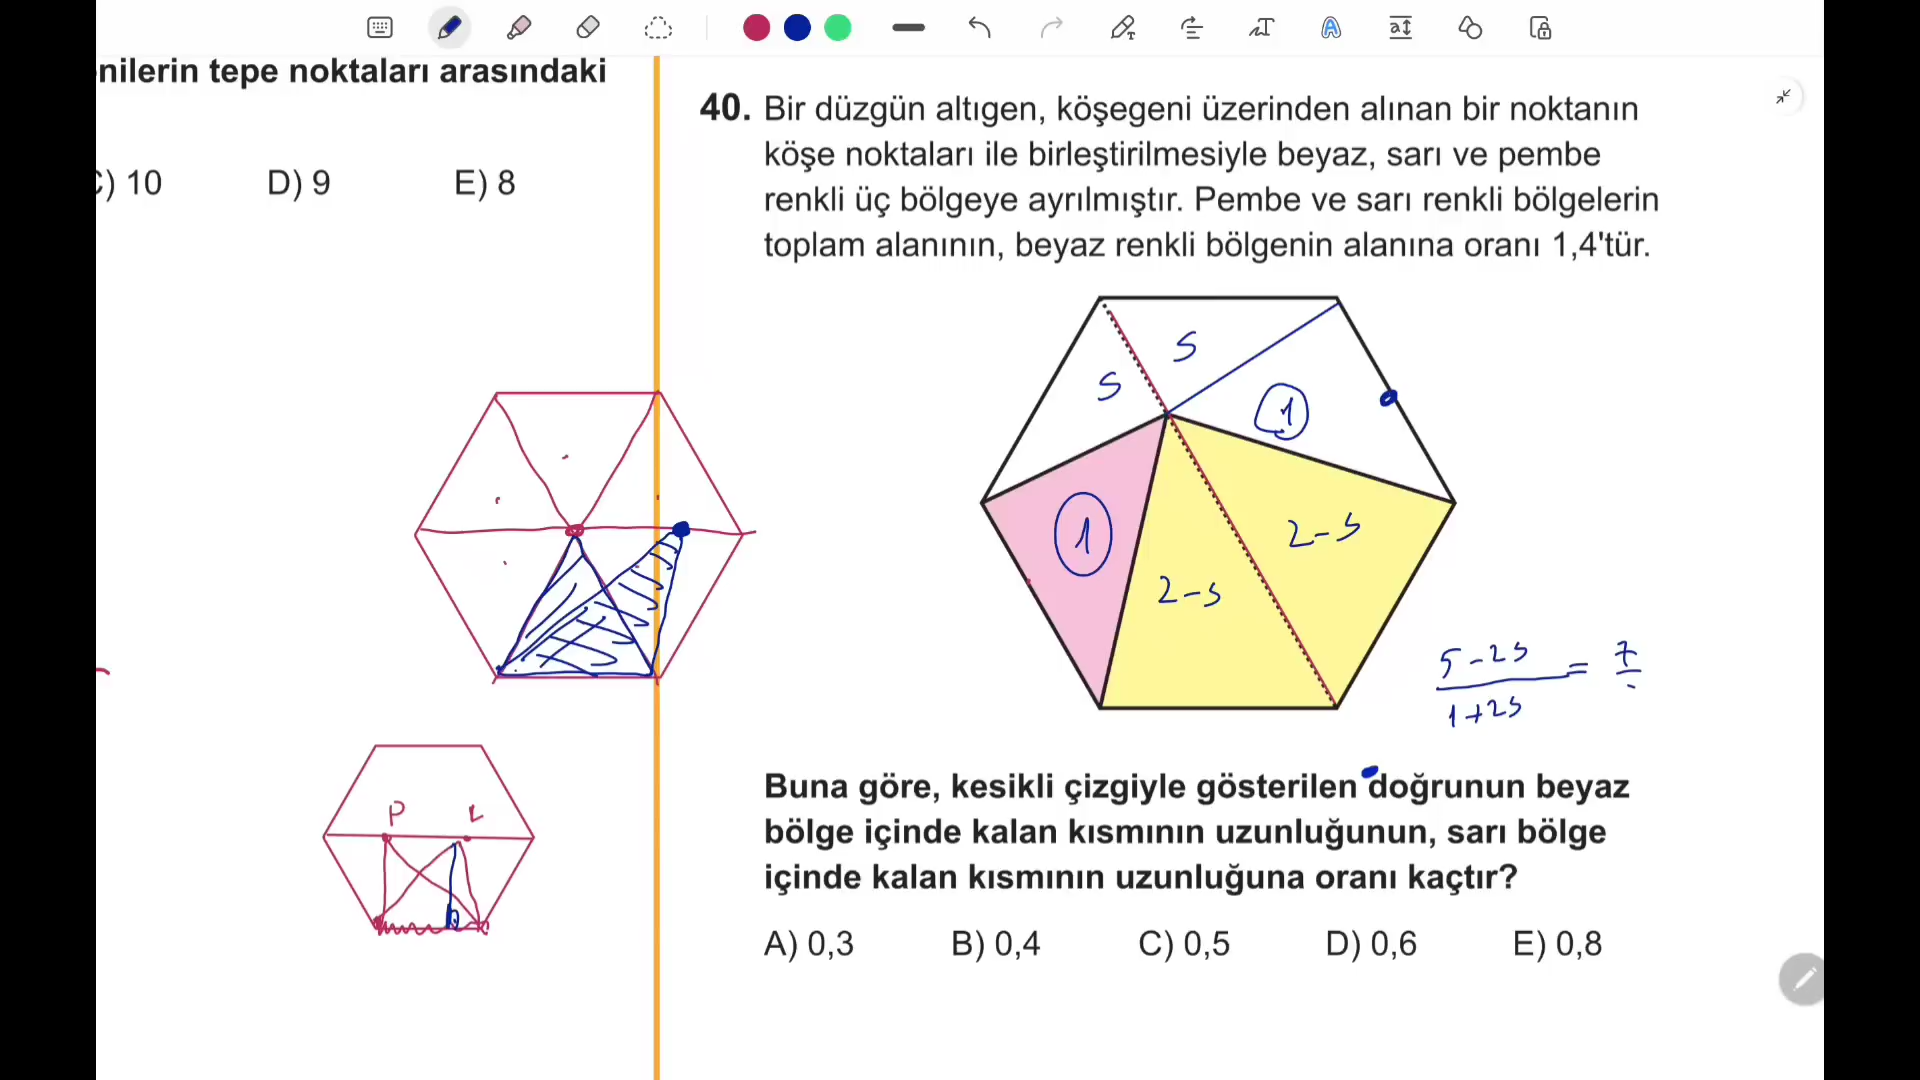 nilerin tepe noktaları arasındaki
) 10 D) 9 E) 8
P L
40. Bir düzgün altıgen, köşegeni üzerinden alınan bir noktanın
köşe noktaları ile birleştirilmesiyle beyaz, sarı ve pembe
renkli üç bölgeye ayrılmıştır. Pembe ve sarı renkli bölgelerin
toplam alanının, beyaz renkli bölgenin alanına oranı 1,4'tür.
S
S
1
1
2-s
2-s
5-2s
1+2s
= 7
Buna göre, kesikli çizgiyle gösterilen doğrunun beyaz
bölge içinde kalan kısmının uzunluğunun, sarı bölge
içinde kalan kısmının uzunluğuna oranı kaçtır?
A) 0,3 B) 0,4 C) 0,5 D) 0,6 E) 0,8